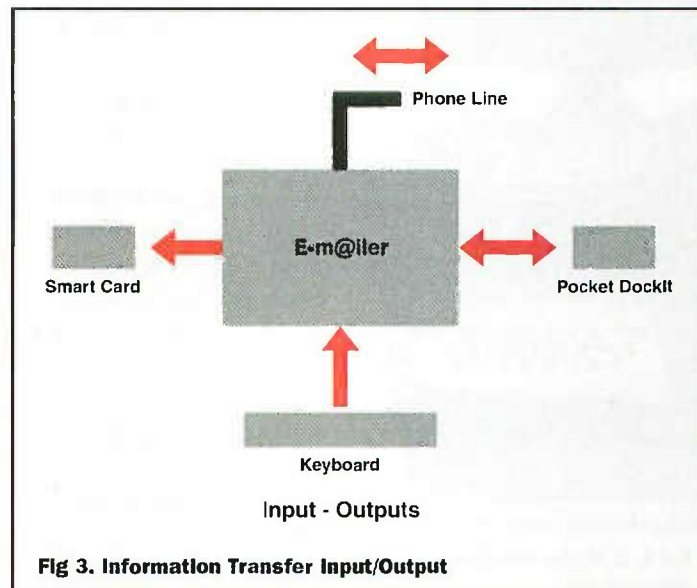 Phone Line
E-m@iler
Smart Card
Pocket DockIt
Keyboard
Input - Outputs
Fig 3. Information Transfer Input/Output